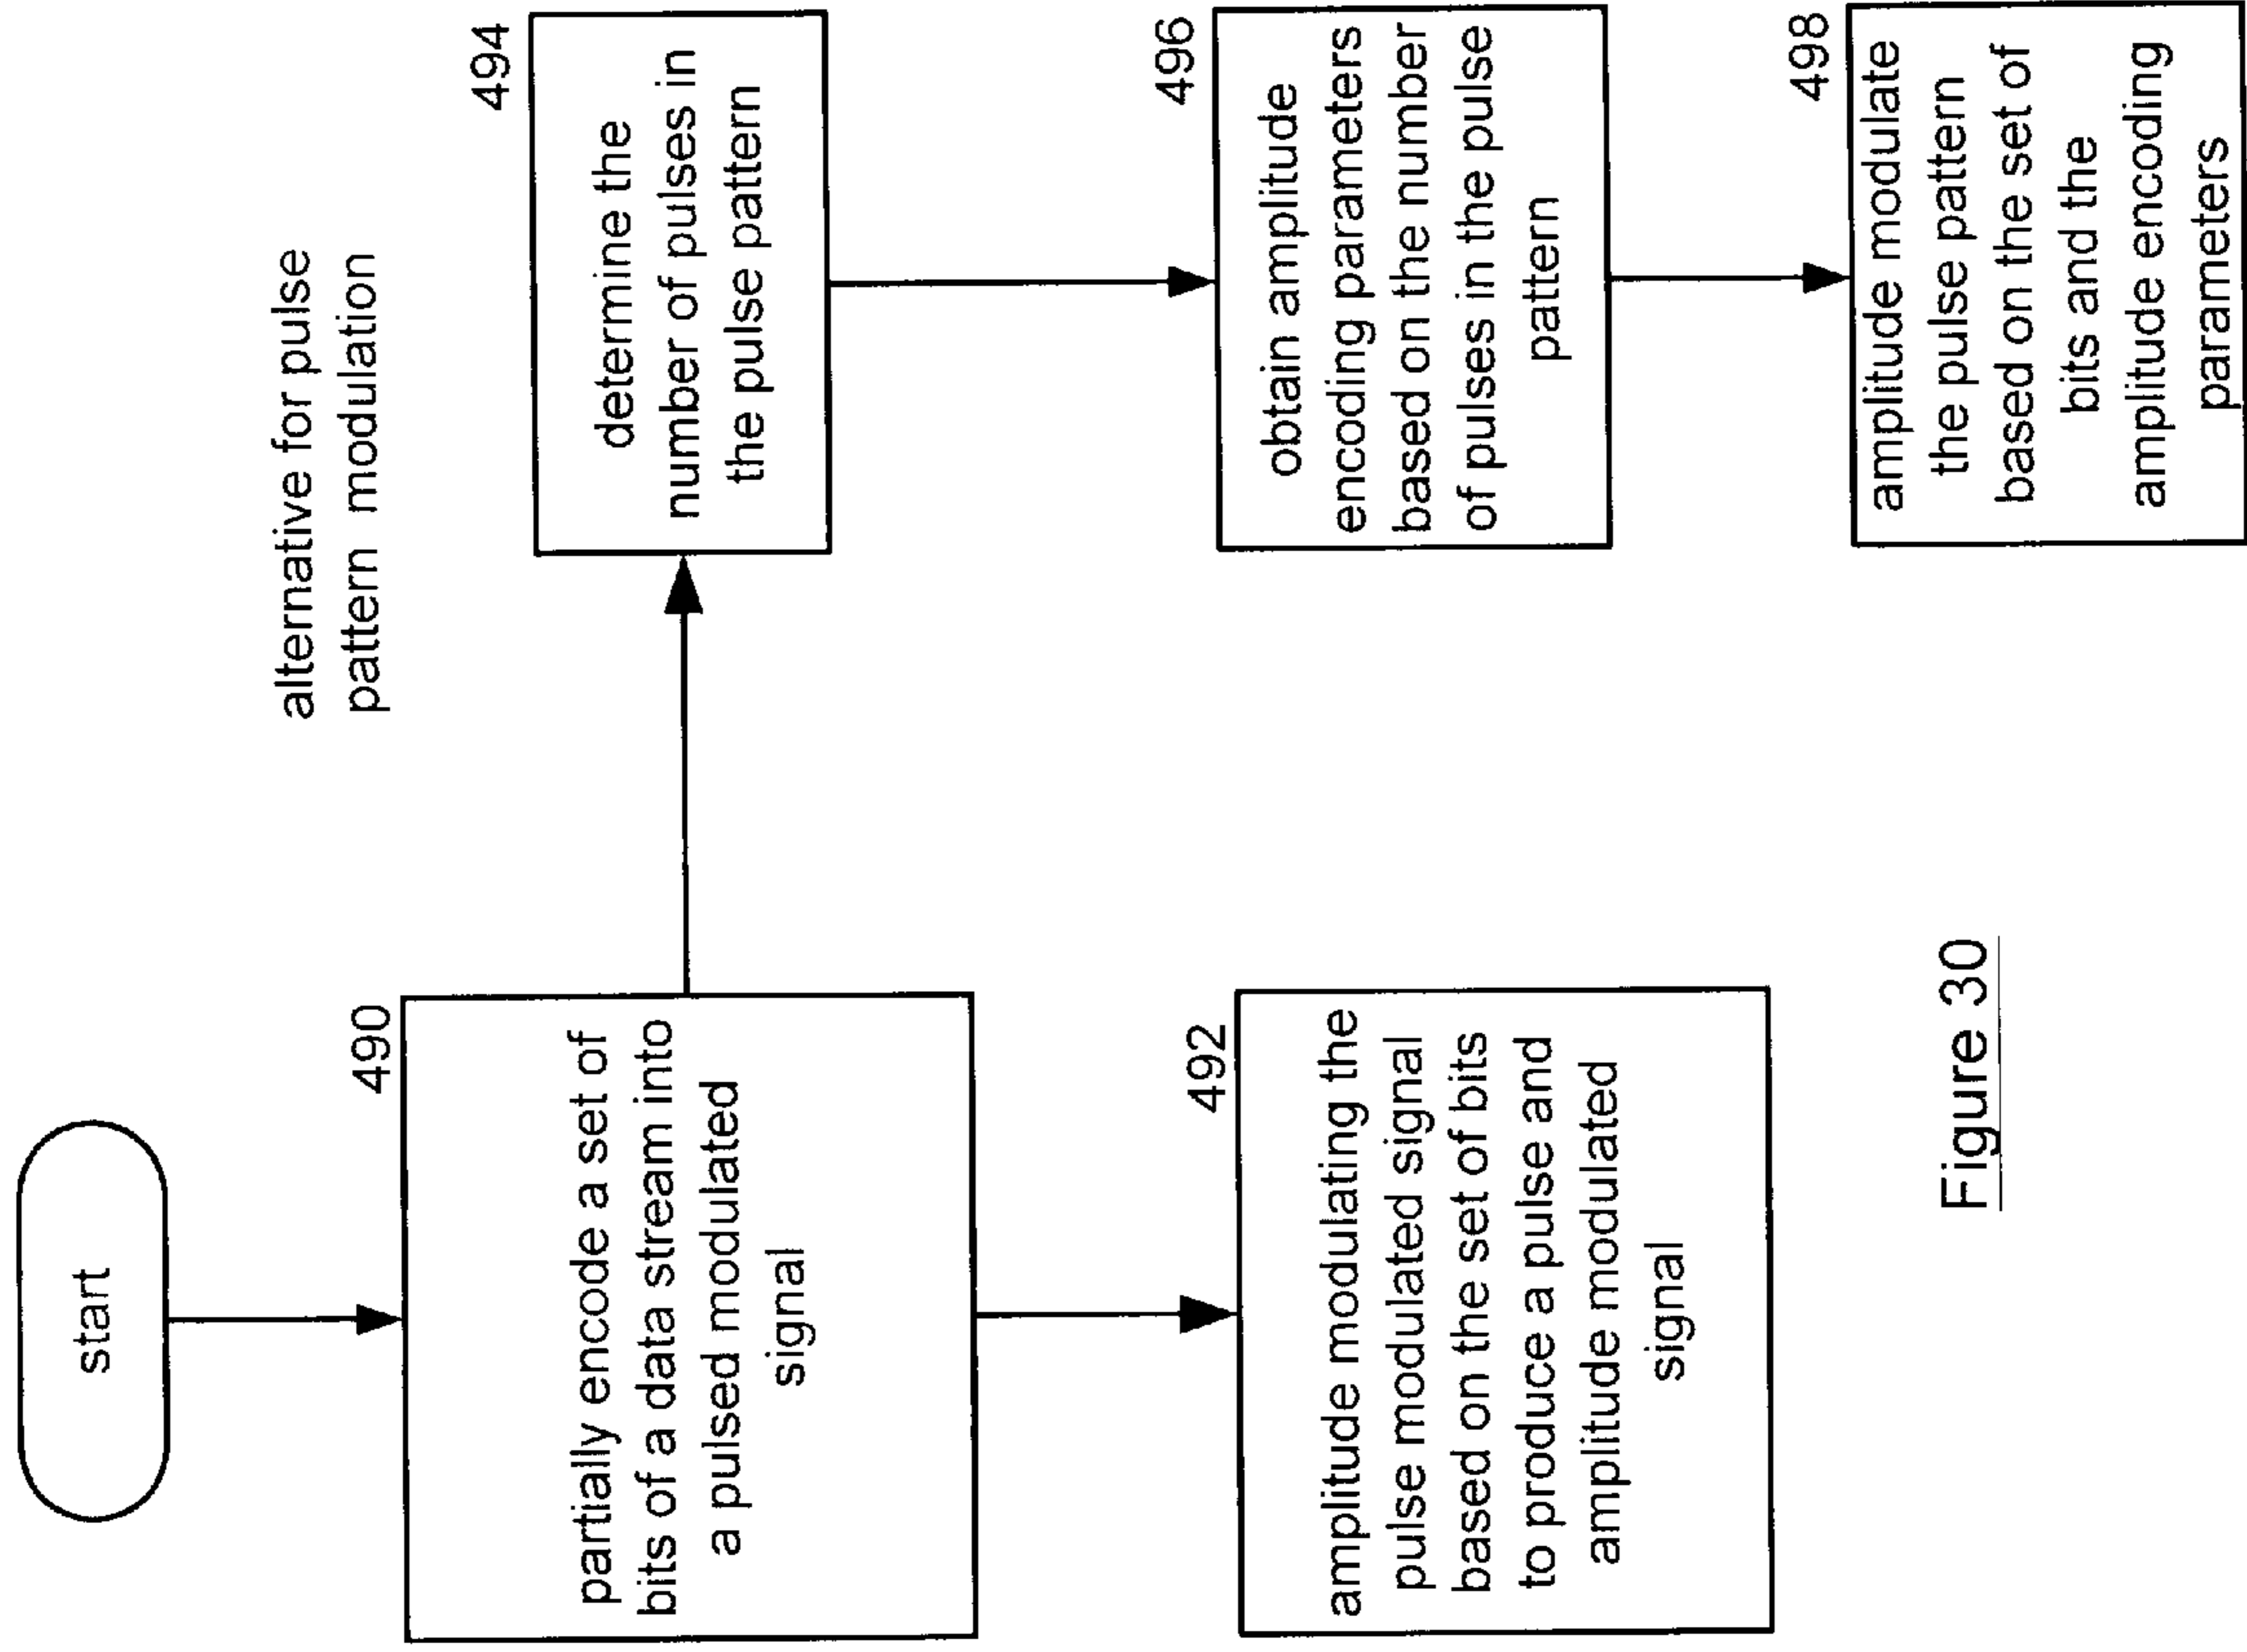 start
490
partially encode a set of
bits of a data stream into
a pulsed modulated
signal
492
amplitude modulating the
pulse modulated signal
based on the set of bits
to produce a pulse and
amplitude modulated
signal
alternative for pulse
pattern modulation
494
determine the
number of pulses in
the pulse pattern
496
obtain amplitude
encoding parameters
based on the number
of pulses in the pulse
pattern
498
amplitude modulate
the pulse pattern
based on the set of
bits and the
amplitude encoding
parameters
Figure 30